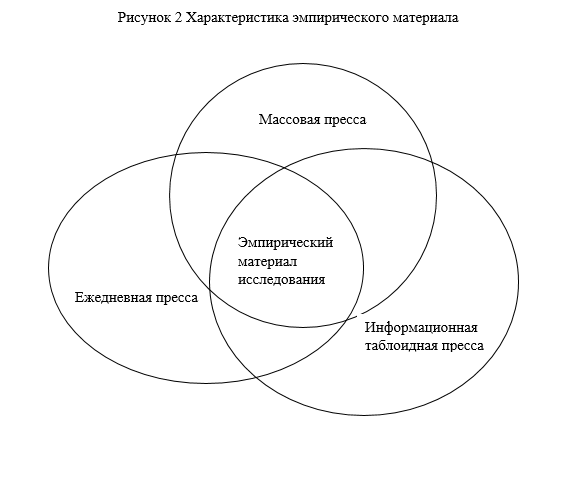 Рисунок 2 Характеристика эмпирического материала
Массовая пресса
Эмпирический
материал
исследования
Ежедневная пресса
Информационная
таблоидная пресса